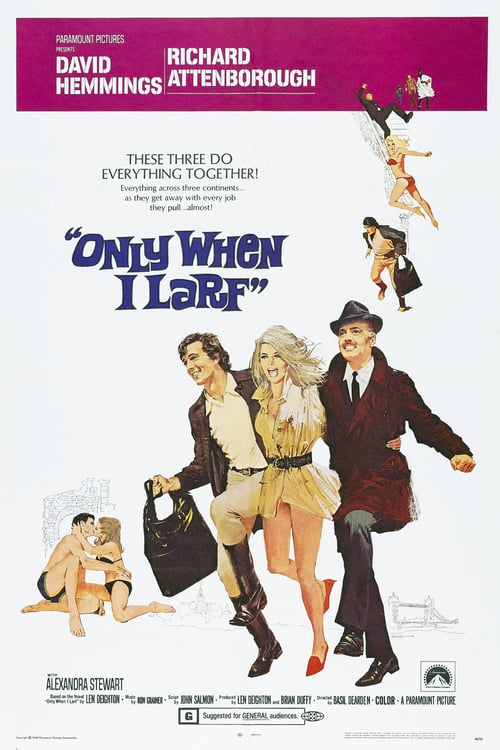 PARAMOUNT PICTURES
PRESENTS
DAVID
HEMMINGS
RICHARD
ATTENBOROUGH
THESE THREE DO
EVERYTHING TOGETHER!
Everything across three continents...
as they get away with every job
they pull...almost!
"ONLY WHEN
I LARF"
WITH
ALEXANDRA STEWART
Based on the Novel
"Only When I Larf" by LEN DEIGHTON
Music by RON GRAINER
Script by JOHN SALMON
Produced by LEN DEIGHTON and BRIAN DUFFY
Directed by BASIL DEARDEN
COLOR - A PARAMOUNT PICTURE
G Suggested for GENERAL audiences.